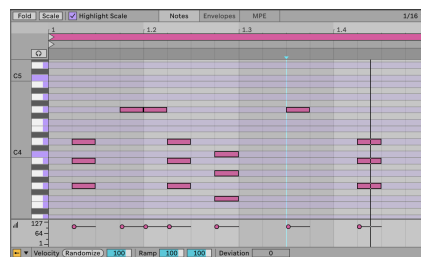 Fold Scale Highlight Scale Notes Envelopes MPE 1/16
1 1.2 1.3 1.4
C5
C4
127
64
1
Velocity Randomize 100 Ramp 100 100 Deviation 0